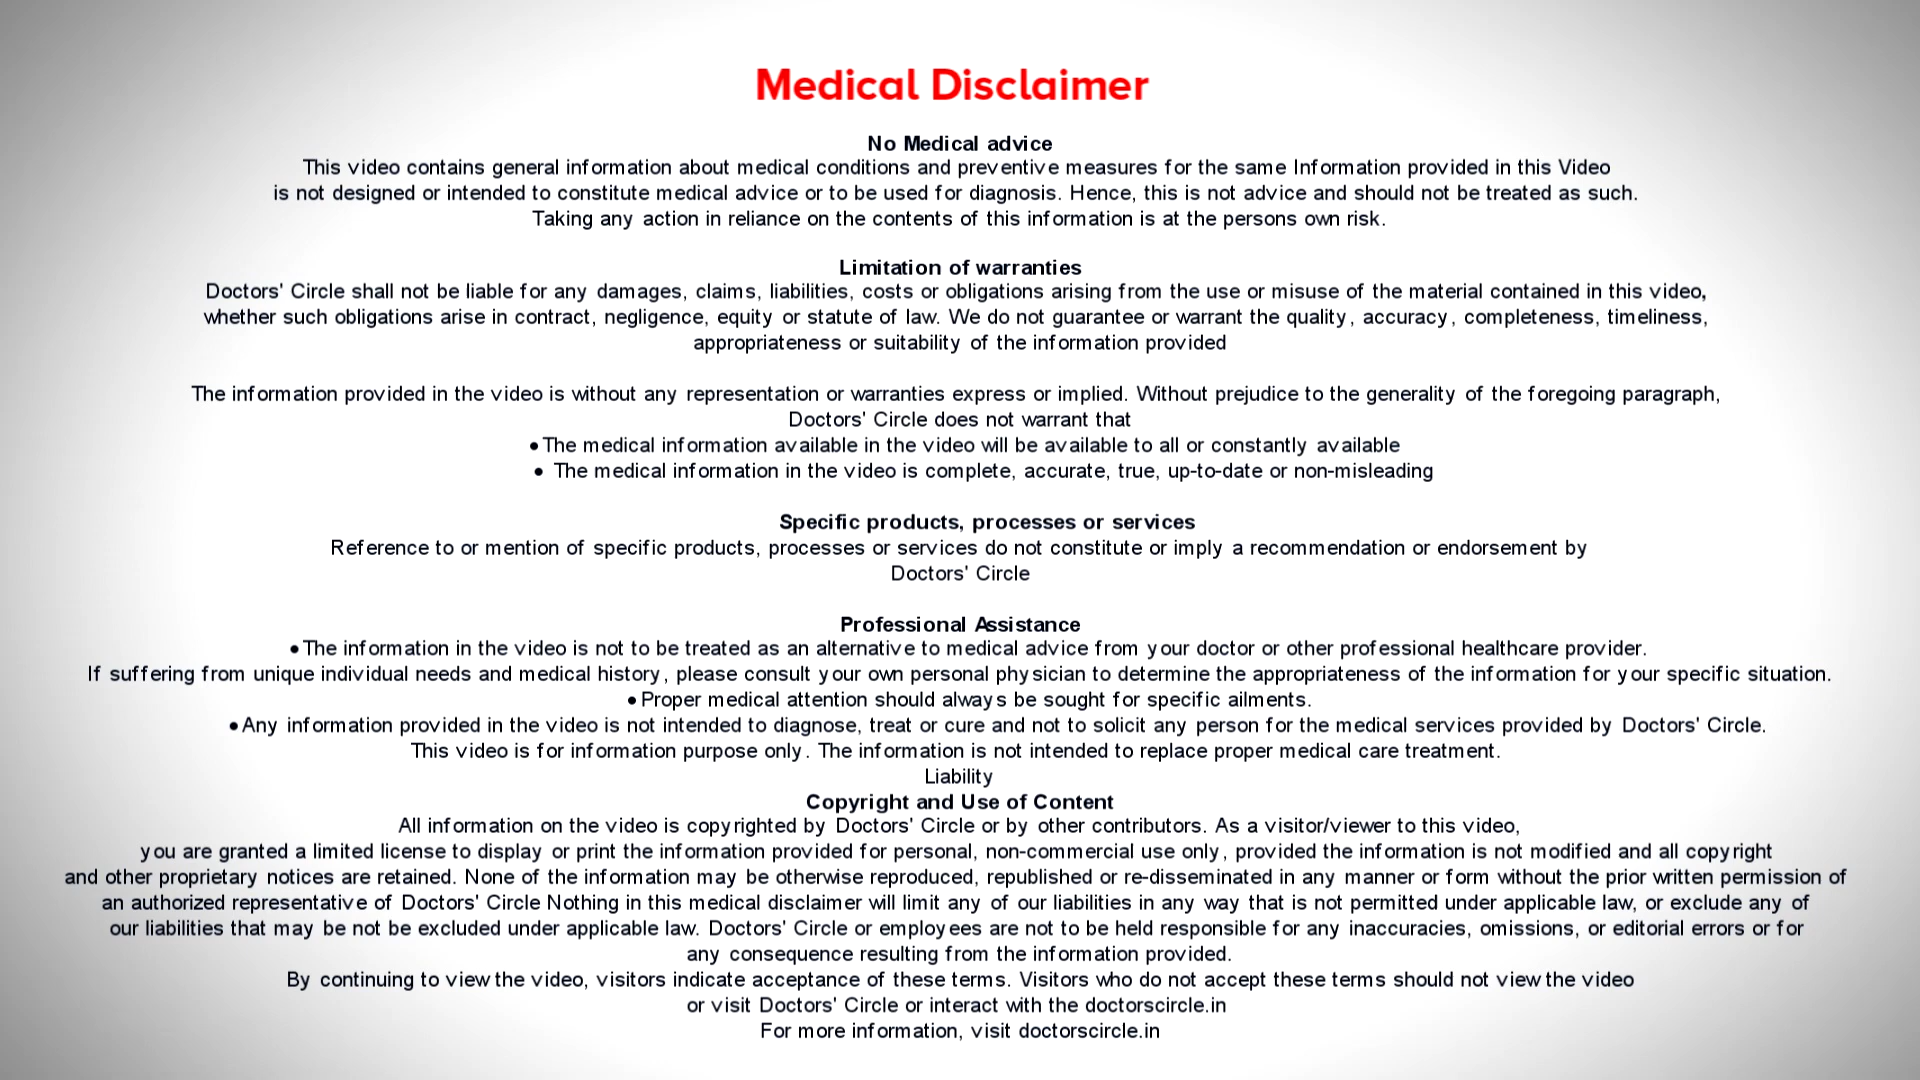 Medical Disclaimer
No Medical advice
This video contains general information about medical conditions and preventive measures for the same Information provided in this Video
is not designed or intended to constitute medical advice or to be used for diagnosis. Hence, this is not advice and should not be treated as such.
Taking any action in reliance on the contents of this information is at the persons own risk.
Limitation of warranties
Doctors' Circle shall not be liable for any damages, claims, liabilities, costs or obligations arising from the use or misuse of the material contained in this video,
whether such obligations arise in contract, negligence, equity or statute of law. We do not guarantee or warrant the quality, accuracy, completeness, timeliness,
appropriateness or suitability of the information provided
The information provided in the video is without any representation or warranties express or implied. Without prejudice to the generality of the foregoing paragraph,
Doctors' Circle does not warrant that
• The medical information available in the video will be available to all or constantly available
• The medical information in the video is complete, accurate, true, up-to-date or non-misleading
Specific products, processes or services
Reference to or mention of specific products, processes or services do not constitute or imply a recommendation or endorsement by
Doctors' Circle
Professional Assistance
• The information in the video is not to be treated as an alternative to medical advice from your doctor or other professional healthcare provider.
If suffering from unique individual needs and medical history, please consult your own personal physician to determine the appropriateness of the information for your specific situation.
• Proper medical attention should always be sought for specific ailments.
• Any information provided in the video is not intended to diagnose, treat or cure and not to solicit any person for the medical services provided by Doctors' Circle.
This video is for information purpose only. The information is not intended to replace proper medical care treatment.
Liability
Copyright and Use of Content
All information on the video is copyrighted by Doctors' Circle or by other contributors. As a visitor/viewer to this video,
you are granted a limited license to display or print the information provided for personal, non-commercial use only, provided the information is not modified and all copyright
and other proprietary notices are retained. None of the information may be otherwise reproduced, republished or re-disseminated in any manner or form without the prior written permission of
an authorized representative of Doctors' Circle Nothing in this medical disclaimer will limit any of our liabilities in any way that is not permitted under applicable law, or exclude any of
our liabilities that may be not be excluded under applicable law. Doctors' Circle or employees are not to be held responsible for any inaccuracies, omissions, or editorial errors or for
any consequence resulting from the information provided.
By continuing to view the video, visitors indicate acceptance of these terms. Visitors who do not accept these terms should not view the video
or visit Doctors' Circle or interact with the doctorscircle.in
For more information, visit doctorscircle.in